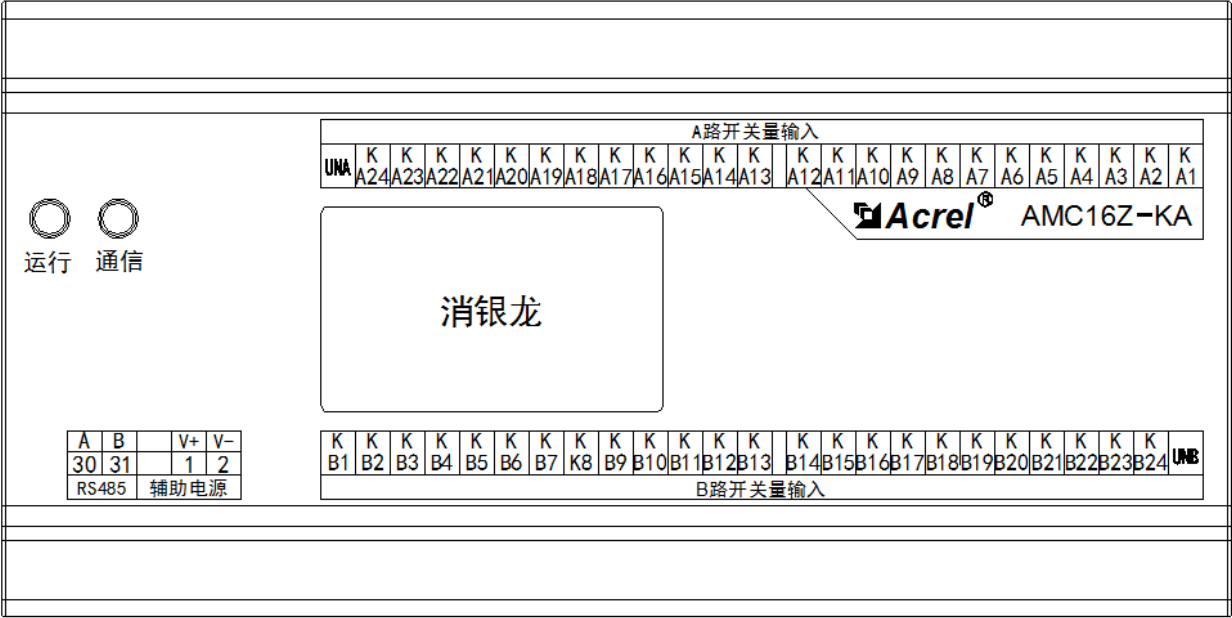 A路开关量输入
UNA K K K K K K K K K K K K K K K K K K K K K K K K
A24 A23 A22 A21 A20 A19 A18 A17 A16 A15 A14 A13 A12 A11 A10 A9 A8 A7 A6 A5 A4 A3 A2 A1
Acrel® AMC16Z-KA
运行 通信
消银龙
A B V+ V-
30 31 1 2
RS485 辅助电源
K K K K K K K K K K K K K K K K K K K K K K K K
B1 B2 B3 B4 B5 B6 B7 K8 B9 B10 B11 B12 B13 B14 B15 B16 B17 B18 B19 B20 B21 B22 B23 B24 UNB
B路开关量输入